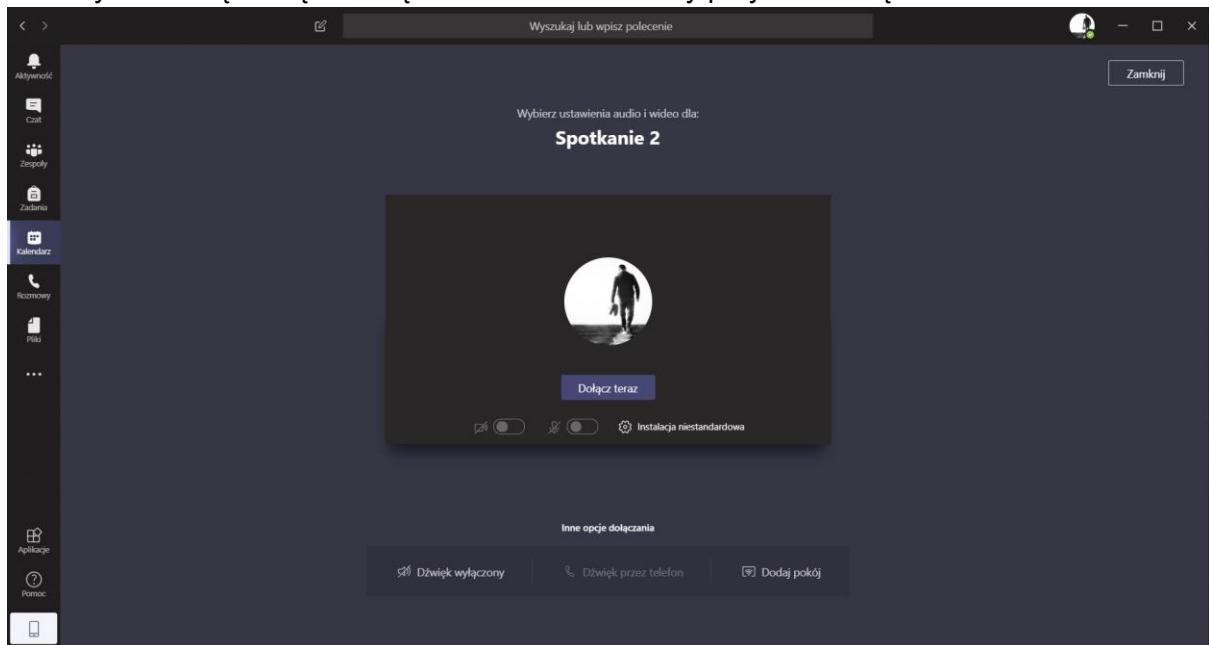 Wyszukaj lub wpisz polecenie
Aktywność
Czat
Zespoły
Zadania
Kalendarz
Rozmowy
Pliki
Aplikacje
Pomoc
Zamknij
Wybierz ustawienia audio i wideo dla:
Spotkanie 2
Dołącz teraz
Instalacja niestandardowa
Inne opcje dołączania
Dźwięk wyłączony
Dźwięk przez telefon
Dodaj pokój